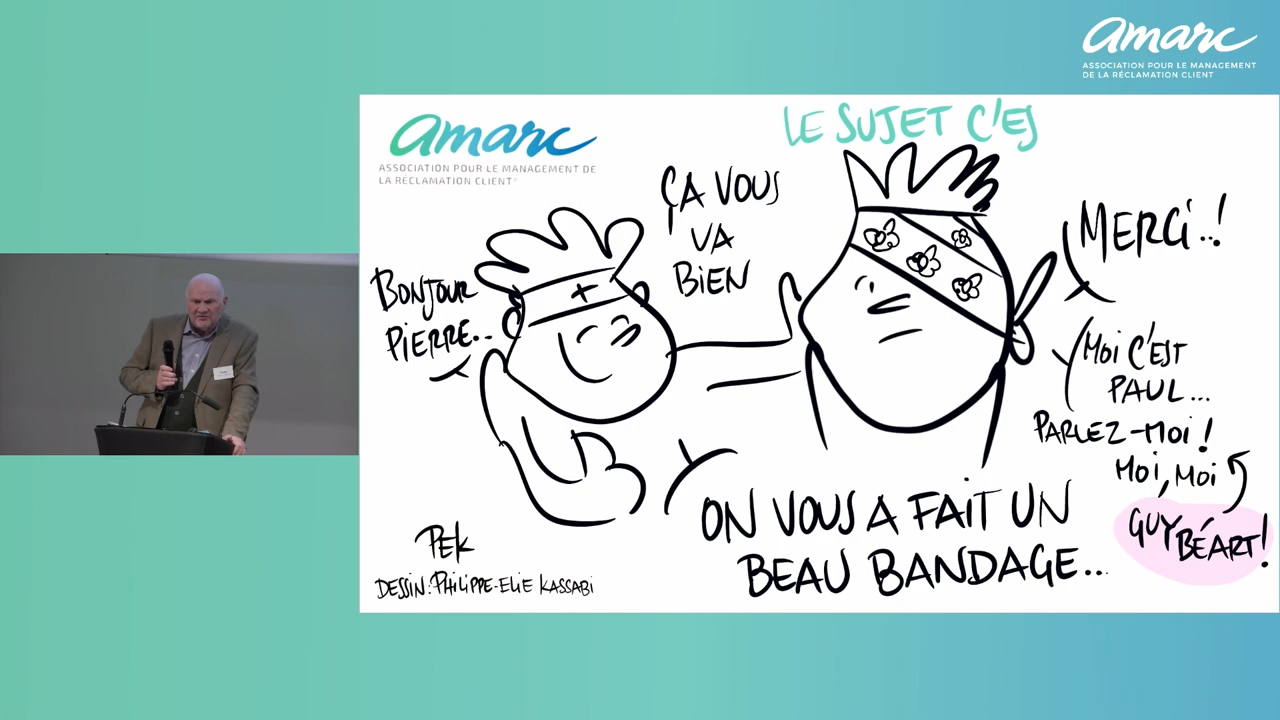 amarc
ASSOCIATION POUR LE MANAGEMENT
DE LA RÉCLAMATION CLIENT
amarc
ASSOCIATION POUR LE MANAGEMENT DE
LA RÉCLAMATION CLIENT
LE SUJET C'ES
ÇA VOUS
VA
BIEN
BONJOUR
PIERRE..
MERCI..!
MOI C'EST
PAUL...
PARLEZ-MOI!
MOI, MOI
GUY
BÉART!
ON VOUS A FAIT UN
BEAU BANDAGE...
PEK
DESSIN: PHILIPPE-ELIE KASSABI